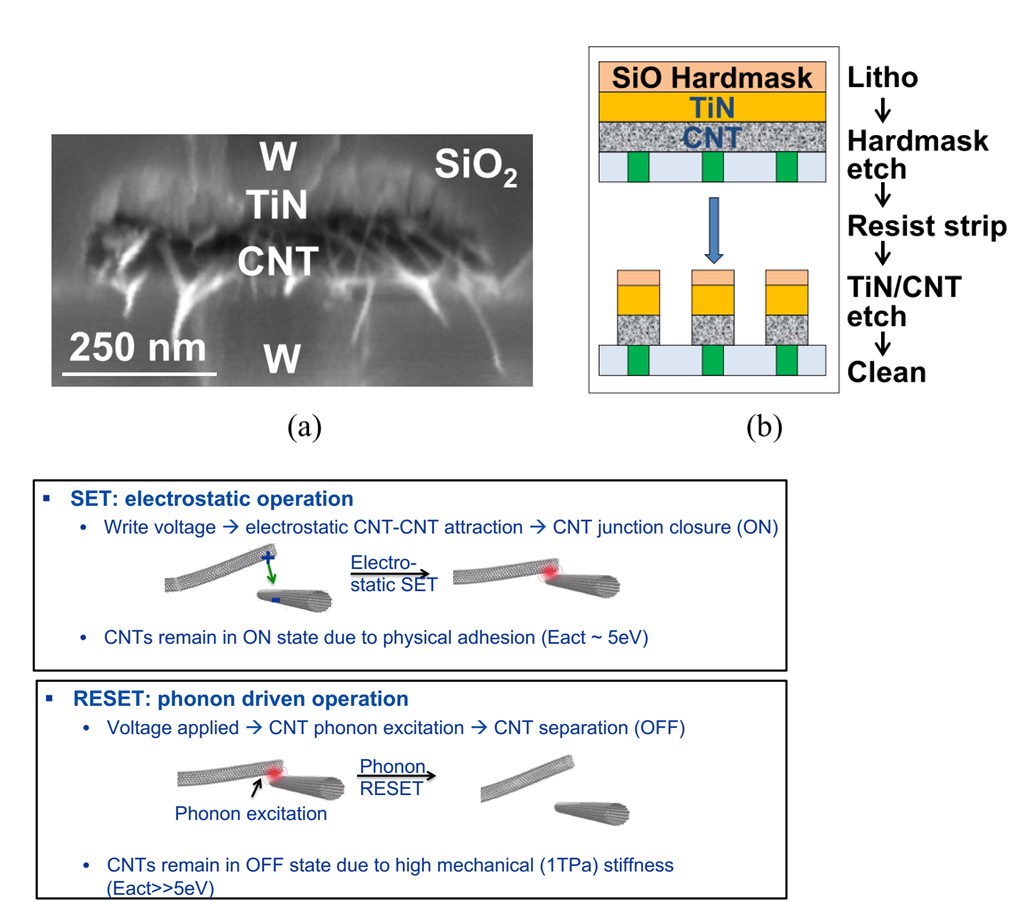 W
SiO2
TiN
CNT
250 nm
W
(a)
SiO Hardmask
TiN
CNT
Litho
Hardmask
etch
Resist strip
TiN/CNT
etch
Clean
(b)
▪ SET: electrostatic operation
• Write voltage → electrostatic CNT-CNT attraction → CNT junction closure (ON)
+
-
Electro-
static SET
• CNTs remain in ON state due to physical adhesion (Eact ~ 5eV)
▪ RESET: phonon driven operation
• Voltage applied → CNT phonon excitation → CNT separation (OFF)
Phonon
RESET
Phonon excitation
• CNTs remain in OFF state due to high mechanical (1TPa) stiffness
(Eact>>5eV)